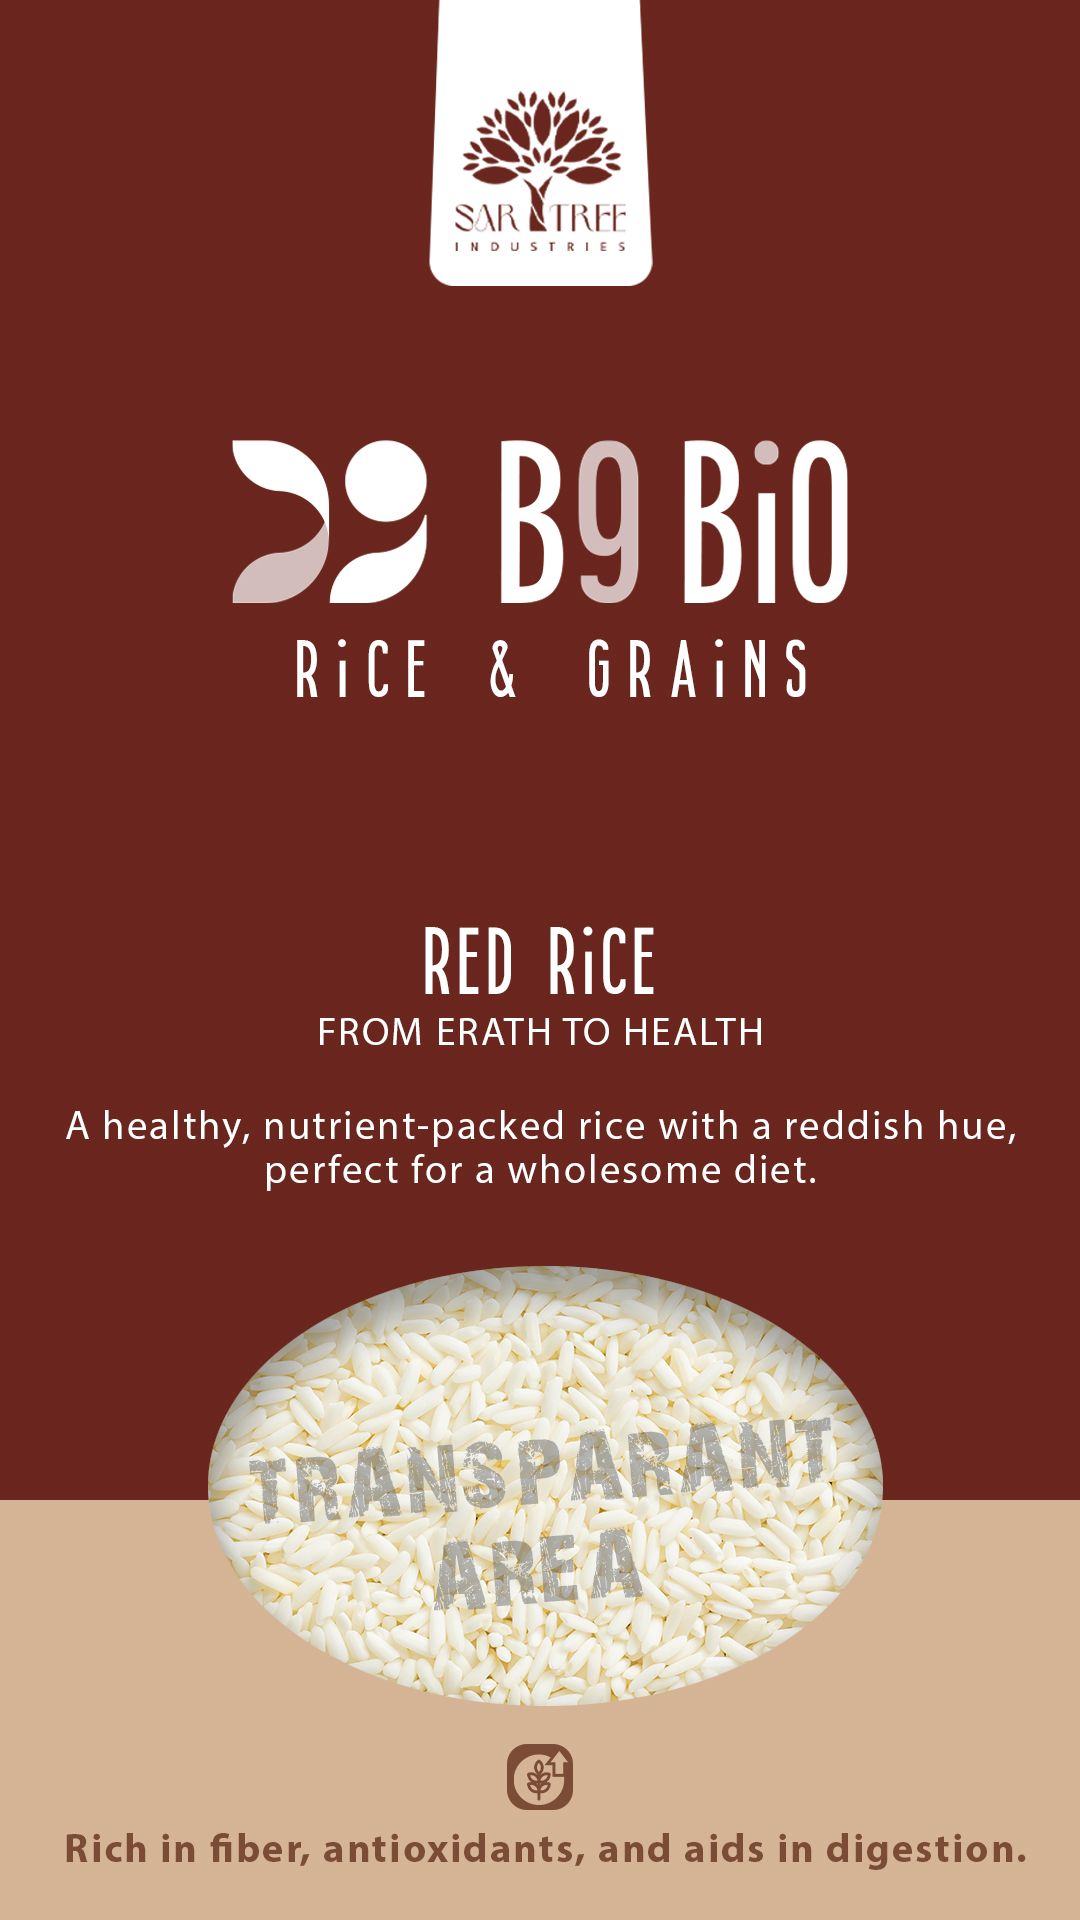 SAR TREE
INDUSTRIES
B9 BiO
RiCE & GRAiNS
RED RiCE
FROM ERATH TO HEALTH
A healthy, nutrient-packed rice with a reddish hue,
perfect for a wholesome diet.
TRANSPARANT
AREA
Rich in fiber, antioxidants, and aids in digestion.